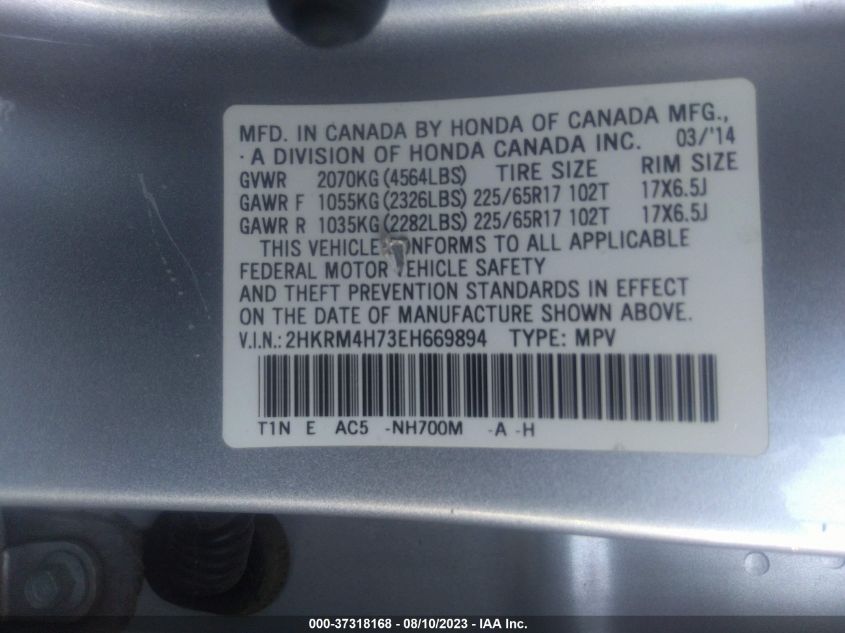 MFD. IN CANADA BY HONDA OF CANADA MFG.,
. A DIVISION OF HONDA CANADA INC. 03/'14
GVWR 2070KG (4564LBS) TIRE SIZE RIM SIZE
GAWR F 1055KG (2326LBS) 225/65R17 102T 17X6.5J
GAWR R 1035KG (2282LBS) 225/65R17 102T 17X6.5J
THIS VEHICLE CONFORMS TO ALL APPLICABLE
FEDERAL MOTOR VEHICLE SAFETY
AND THEFT PREVENTION STANDARDS IN EFFECT
ON THE DATE OF MANUFACTURE SHOWN ABOVE.
V.I.N.: 2HKRM4H73EH669894 TYPE: MPV
T1N E AC5 -NH700M -A -H
000-37318168 - 08/10/2023 - IAA Inc.